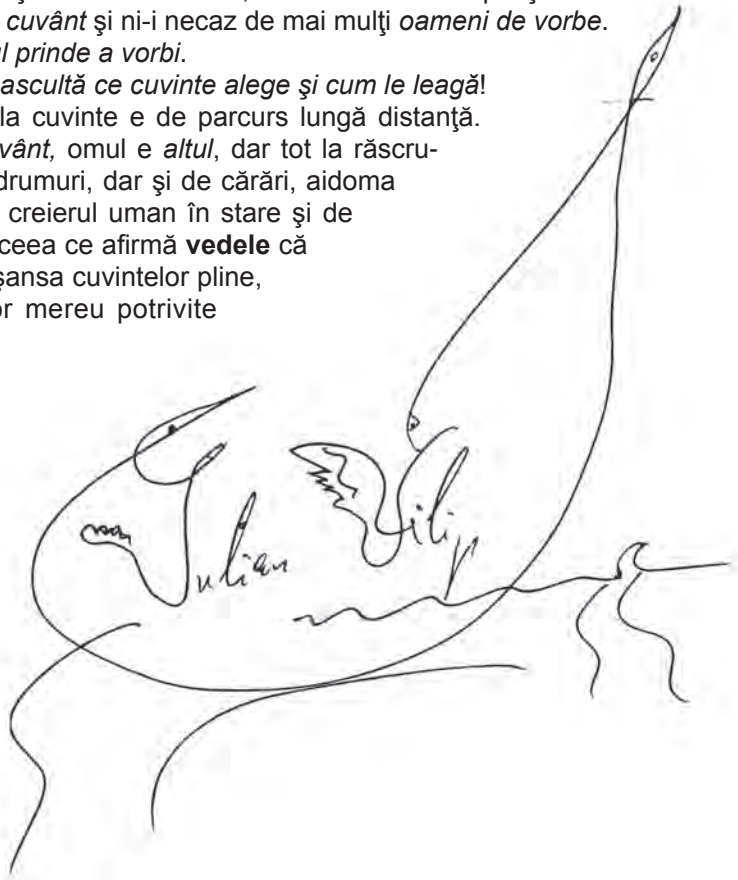 cuvânt şi ni-i necaz de mai mulţi oameni de vorbe.
l prinde a vorbi.
ascultă ce cuvinte alege şi cum le leagă!
la cuvinte e de parcurs lungă distanţă.
vânt, omul e altul, dar tot la răscru-
drumuri, dar şi de cărări, aidoma
creierul uman în stare şi de
ceea ce afirmă vedele că
şansa cuvintelor pline,
or mereu potrivite
Iulian
Filip